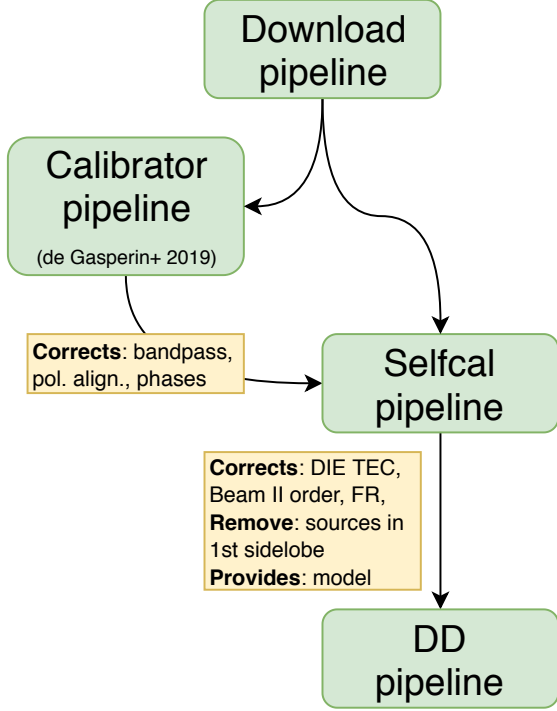 Download
pipeline
Calibrator
pipeline
(de Gasperin+ 2019)
Corrects: bandpass,
pol. align., phases
Selfcal
pipeline
Corrects: DIE TEC,
Beam II order, FR,
Remove: sources in
1st sidelobe
Provides: model
DD
pipeline